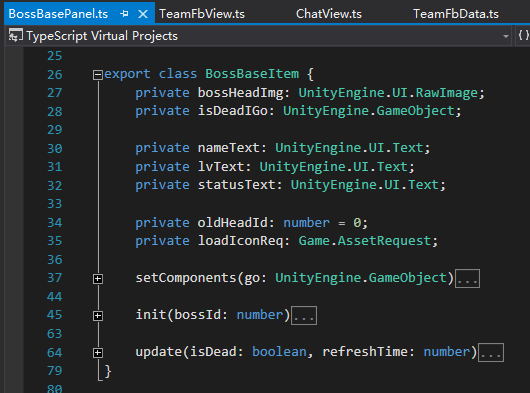 BossBasePanel.ts TeamFbView.ts ChatView.ts TeamFbData.ts
TypeScript Virtual Projects
25
26 export class BossBaseItem {
27 private bossHeadImg: UnityEngine.UI.RawImage;
28 private isDeadIGo: UnityEngine.GameObject;
29
30 private nameText: UnityEngine.UI.Text;
31 private lvText: UnityEngine.UI.Text;
32 private statusText: UnityEngine.UI.Text;
33
34 private oldHeadId: number = 0;
35 private loadIconReq: Game.AssetRequest;
36
37 setComponents(go: UnityEngine.GameObject)...
44
45 init(bossId: number)...
63
64 update(isDead: boolean, refreshTime: number)...
79 }
80